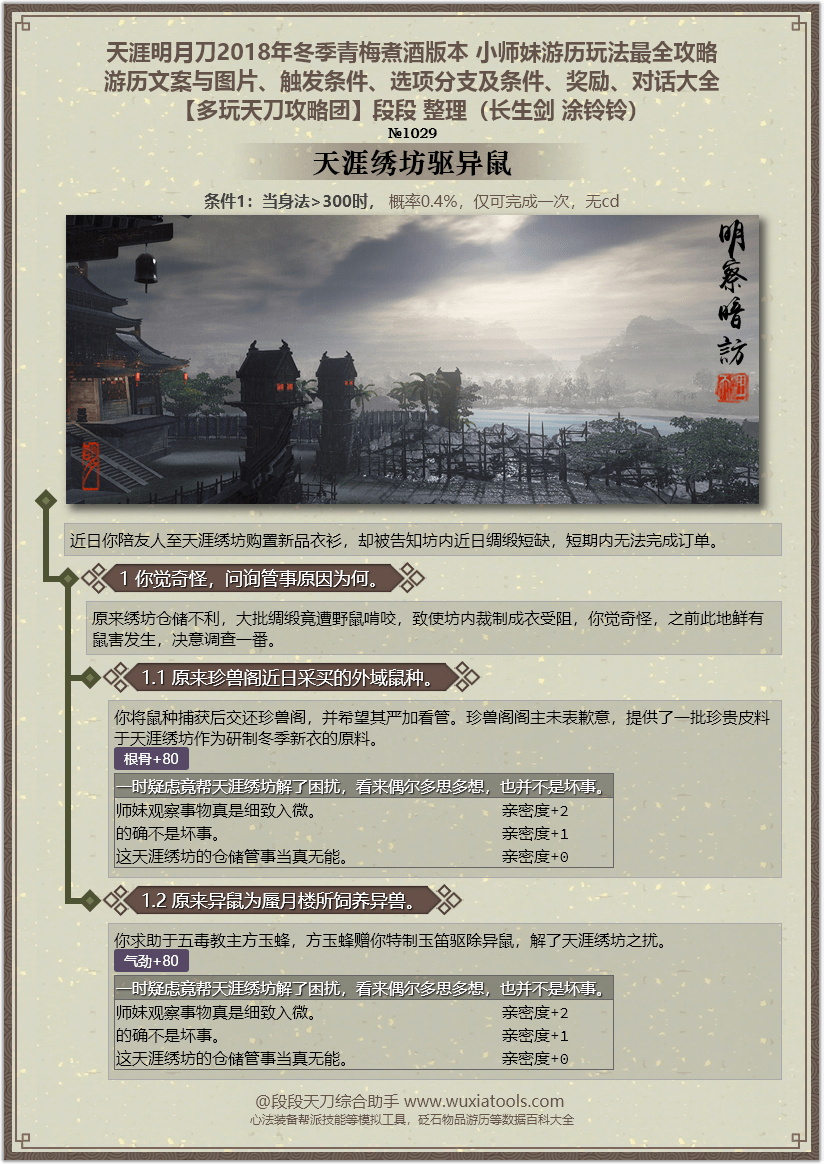 天涯明月刀2018年冬季青梅煮酒版本 小师妹游历玩法最全攻略
游历文案与图片、触发条件、选项分支及条件、奖励、对话大全
【多玩天刀攻略团】段段 整理（长生剑 涂铃铃）
№1029
天涯绣坊驱异鼠
条件1：当身法>300时， 概率0.4%，仅可完成一次，无cd
明察暗訪
近日你陪友人至天涯绣坊购置新品衣衫，却被告知坊内近日绸缎短缺，短期内无法完成订单。
1 你觉奇怪，问询管事原因为何。
原来绣坊仓储不利，大批绸缎竟遭野鼠啃咬，致使坊内裁制成衣受阻，你觉奇怪，之前此地鲜有
鼠害发生，决意调查一番。
1.1 原来珍兽阁近日采买的外域鼠种。
你将鼠种捕获后交还珍兽阁，并希望其严加看管。珍兽阁阁主未表歉意，提供了一批珍贵皮料
于天涯绣坊作为研制冬季新衣的原料。
根骨+80
一时疑虑竟帮天涯绣坊解了困扰，看来偶尔多思多想，也并不是坏事。
师妹观察事物真是细致入微。 亲密度+2
的确不是坏事。 亲密度+1
这天涯绣坊的仓储管事当真无能。 亲密度+0
1.2 原来异鼠为蜃月楼所饲养异兽。
你求助于五毒教主方玉蜂，方玉蜂赠你特制玉笛驱除异鼠，解了天涯绣坊之扰。
气劲+80
一时疑虑竟帮天涯绣坊解了困扰，看来偶尔多思多想，也并不是坏事。
师妹观察事物真是细致入微。 亲密度+2
的确不是坏事。 亲密度+1
这天涯绣坊的仓储管事当真无能。 亲密度+0
@段段天刀综合助手 www.wuxiatools.com
心法装备帮派技能等模拟工具，砭石物品游历等数据百科大全